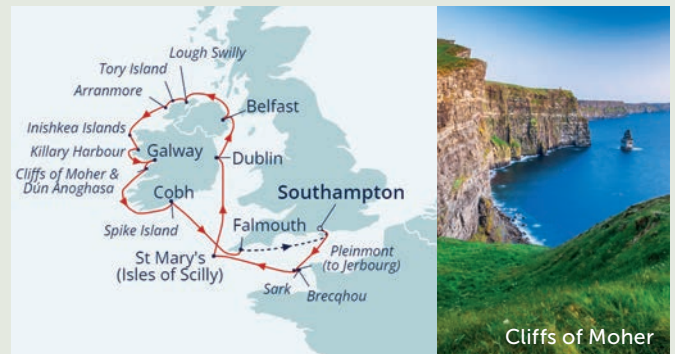 Lough Swilly
Tory Island
Arranmore
Belfast
Inishkea Islands
Killary Harbour
Galway
Dublin
Cliffs of Moher &
Dún Anoghasa
Cobh
Southampton
Spike Island
Falmouth
St Mary's
(Isles of Scilly)
Pleinmont
(to Jerbourg)
Sark
Brecqhou
Cliffs of Moher